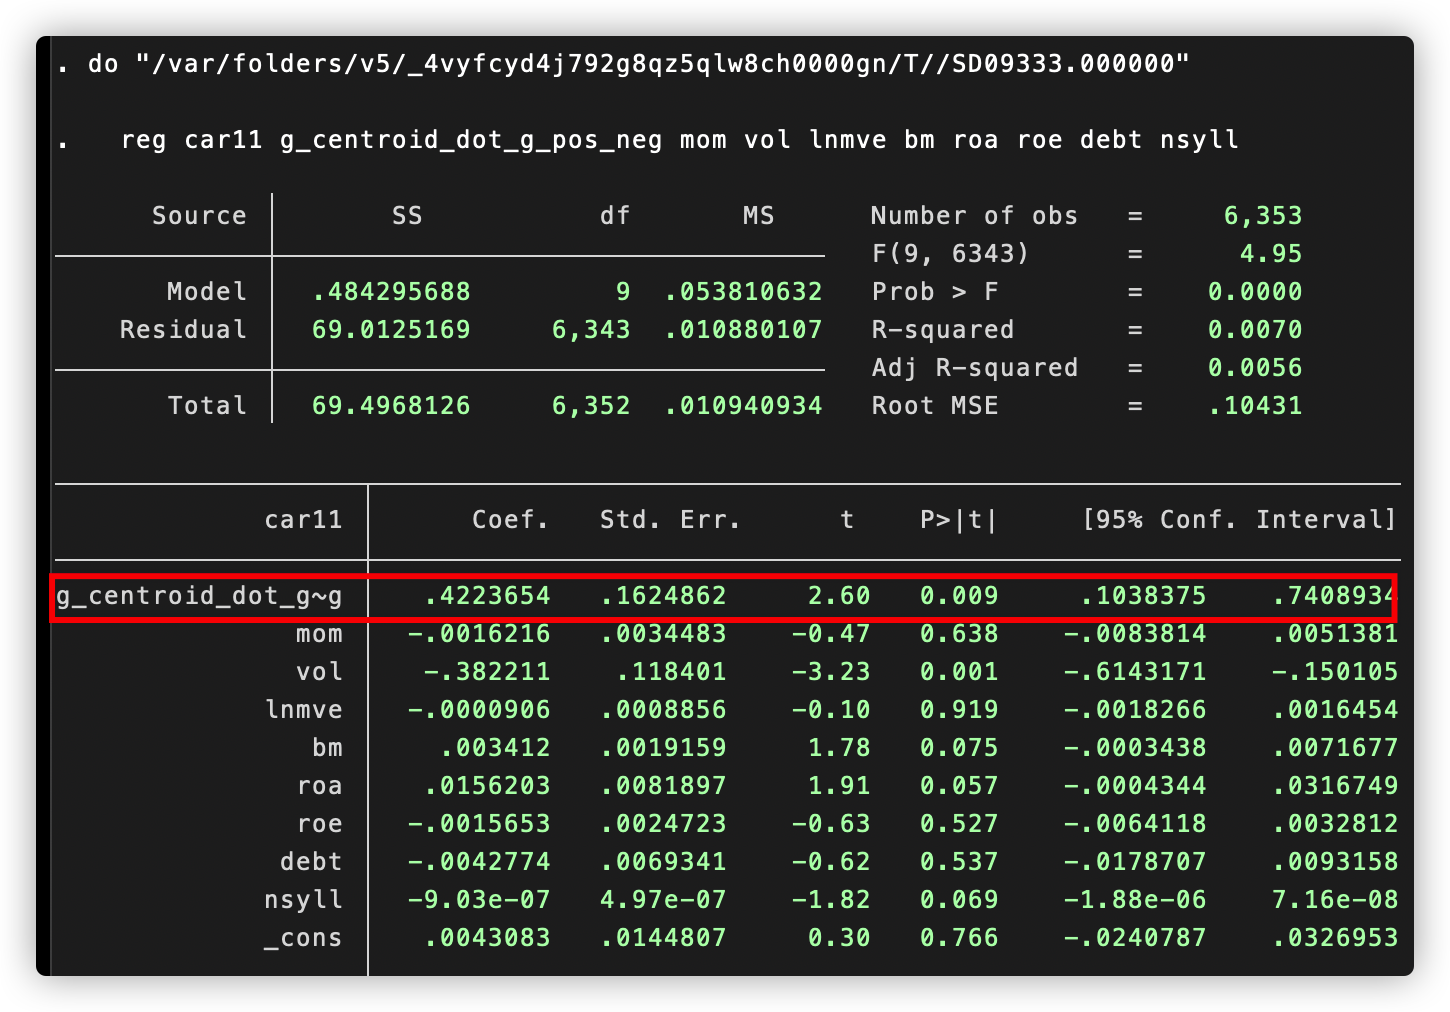 . do "/var/folders/v5/_4vyfcyd4j792g8qz5qlw8ch0000gn/T//SD09333.000000"
. reg car11 g_centroid_dot_g_pos_neg mom vol lnmve bm roa roe debt nsyll
Source SS df MS Number of obs = 6,353
F(9, 6343) = 4.95
Model .484295688 9 .053810632 Prob > F = 0.0000
Residual 69.0125169 6,343 .010880107 R-squared = 0.0070
Adj R-squared = 0.0056
Total 69.4968126 6,352 .010940934 Root MSE = .10431
car11 Coef. Std. Err. t P>|t| [95% Conf. Interval]
g_centroid_dot_g~g .4223654 .1624862 2.60 0.009 .1038375 .7408934
mom -.0016216 .0034483 -0.47 0.638 -.0083814 .0051381
vol -.382211 .118401 -3.23 0.001 -.6143171 -.150105
lnmve -.0000906 .0008856 -0.10 0.919 -.0018266 .0016454
bm .003412 .0019159 1.78 0.075 -.0003438 .0071677
roa .0156203 .0081897 1.91 0.057 -.0004344 .0316749
roe -.0015653 .0024723 -0.63 0.527 -.0064118 .0032812
debt -.0042774 .0069341 -0.62 0.537 -.0178707 .0093158
nsyll -9.03e-07 4.97e-07 -1.82 0.069 -1.88e-06 7.16e-08
_cons .0043083 .0144807 0.30 0.766 -.0240787 .0326953